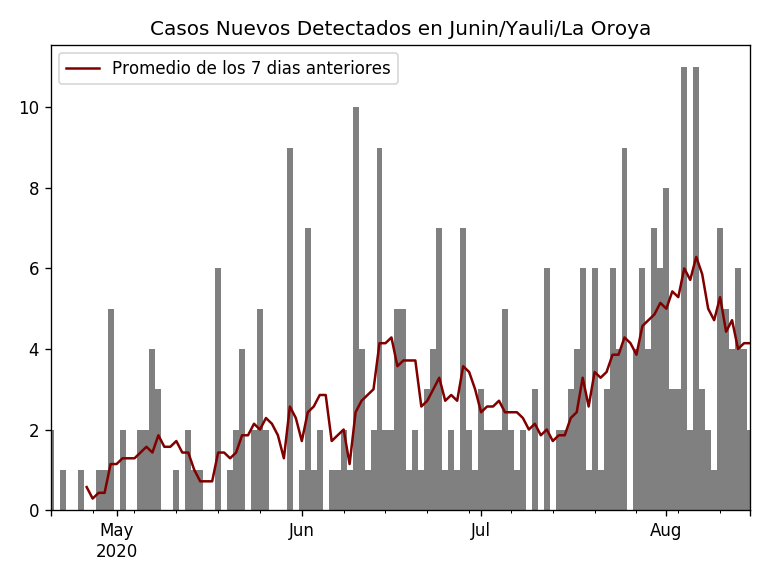 Casos Nuevos Detectados en Junin/Yauli/La Oroya
Promedio de los 7 dias anteriores
10
8
6
4
2
0
May
2020
Jun
Jul
Aug